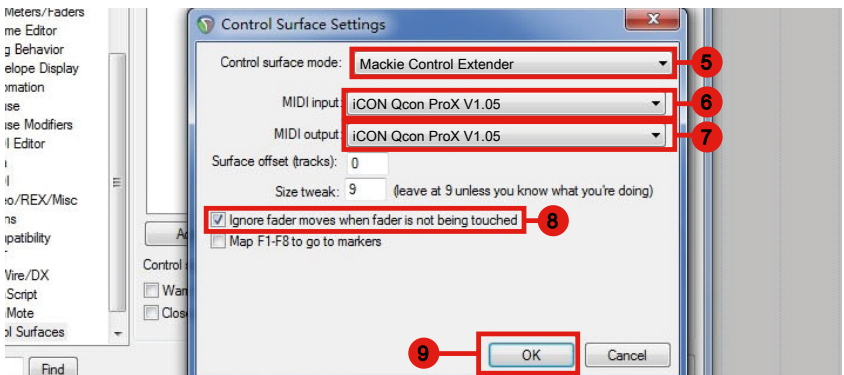 Meters/Faders
me Editor
g Behavior
elope Display
omation
use
use Modifiers
I Editor
eo/REX/Misc
ns
mpatibility
Wire/DX
Script
Mote
ol Surfaces
Find
Control
Wan
Clos
Control Surface Settings
Control surface mode: Mackie Control Extender
5
MIDI input: iCON Qcon ProX V1.05
6
MIDI output: iCON Qcon ProX V1.05
7
Surface offset (tracks): 0
Size tweak: 9 (leave at 9 unless you know what you're doing)
Ignore fader moves when fader is not being touched
8
Map F1-F8 to go to markers
9
OK Cancel